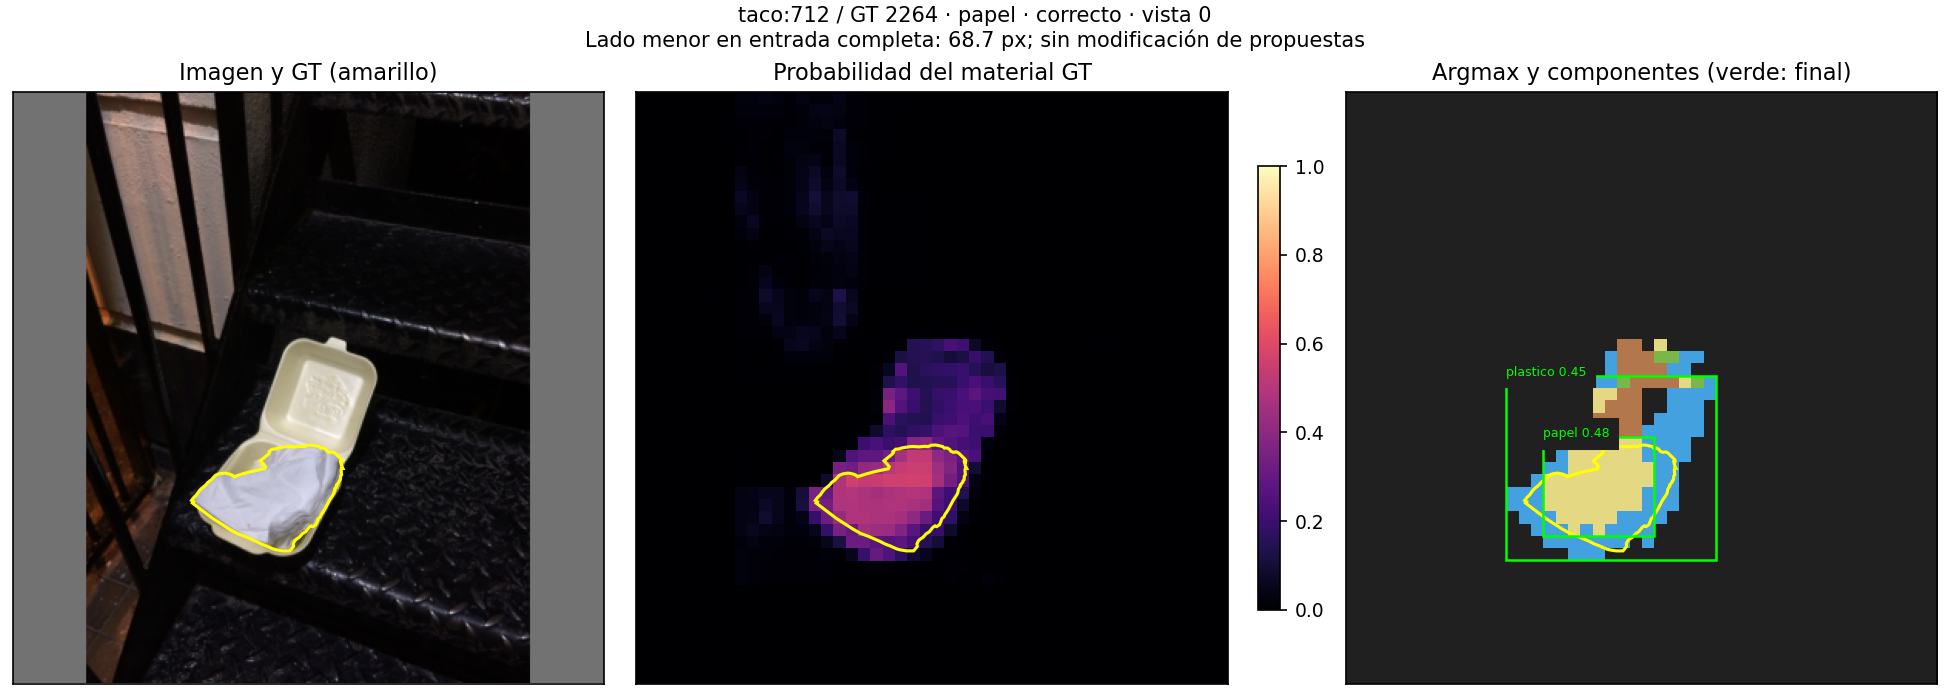 taco:712 / GT 2264 · papel · correcto · vista 0
Lado menor en entrada completa: 68.7 px; sin modificación de propuestas
Imagen y GT (amarillo)
Probabilidad del material GT
Argmax y componentes (verde: final)
1.0
0.8
0.6
0.4
0.2
0.0
plastico 0.45
papel 0.48